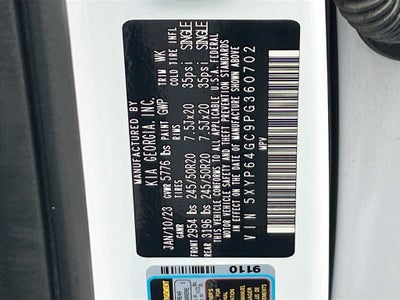 MANUFACTURED BY
KIA GEORGIA, INC.
JAN/10/23 GVWR 5776 lbs PAINT GWP TRIM WK
GAWR TIRES RIMS COLD TIRE INFL
FRONT 2954 lbs 245/50R20 7.5Jx20 35psi SINGLE
REAR 3196 lbs 245/50R20 7.5Jx20 35psi SINGLE
THIS VEHICLE CONFORMS TO ALL APPLICABLE U.S.A. FEDERAL
MOTOR VEHICLE SAFETY AND THEFT PREVENTION STANDARDS
IN EFFECT ON THE DATE OF MANUFACTURE SHOWN ABOVE.
MPV
VIN 5XYP64GC9PG360702
9110